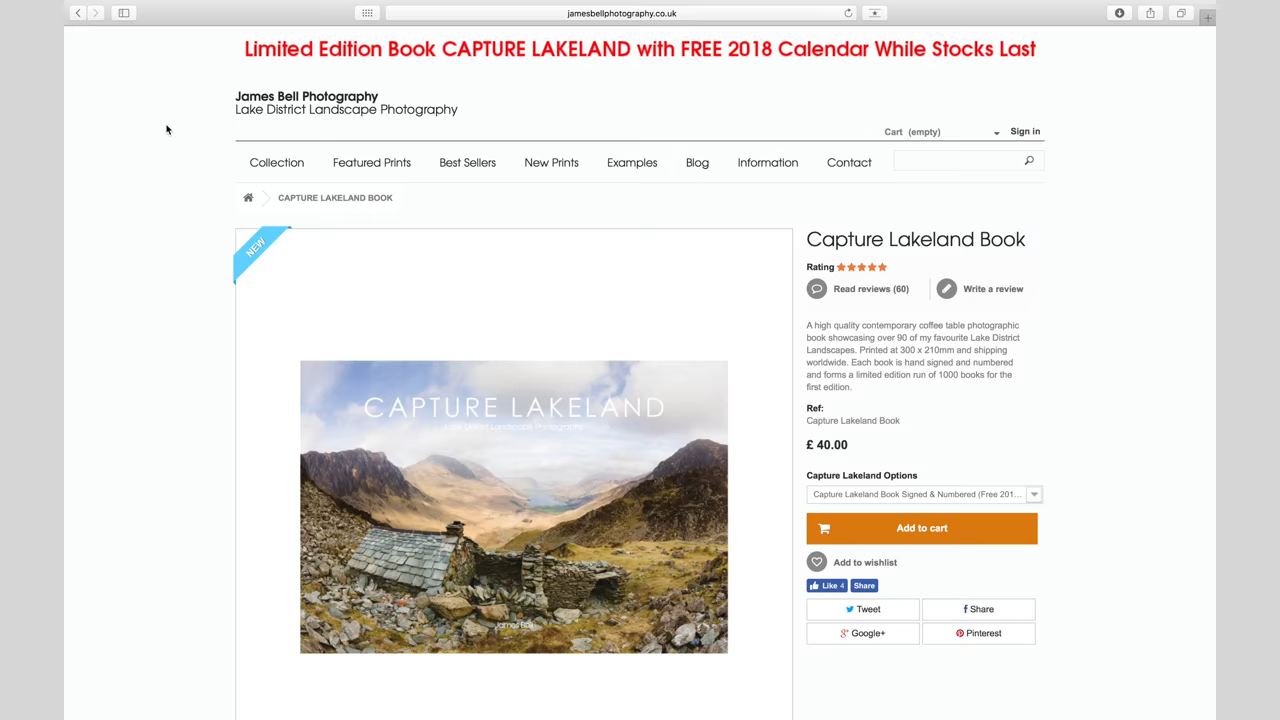 jamesbellphotography.co.uk
Limited Edition Book CAPTURE LAKELAND with FREE 2018 Calendar While Stocks Last
James Bell Photography
Lake District Landscape Photography
Cart (empty)
Sign in
Collection
Featured Prints
Best Sellers
New Prints
Examples
Blog
Information
Contact
CAPTURE LAKELAND BOOK
NEW
CAPTURE LAKELAND
Lake District Landscape Photography
James Bell
Capture Lakeland Book
Rating
Read reviews (60)
Write a review
A high quality contemporary coffee table photographic
book showcasing over 90 of my favourite Lake District
Landscapes. Printed at 300 x 210mm and shipping
worldwide. Each book is hand signed and numbered
and forms a limited edition run of 1000 books for the
first edition.
Ref:
Capture Lakeland Book
£ 40.00
Capture Lakeland Options
Capture Lakeland Book Signed & Numbered (Free 201...
Add to cart
Add to wishlist
Like 4
Share
Tweet
Share
Google+
Pinterest